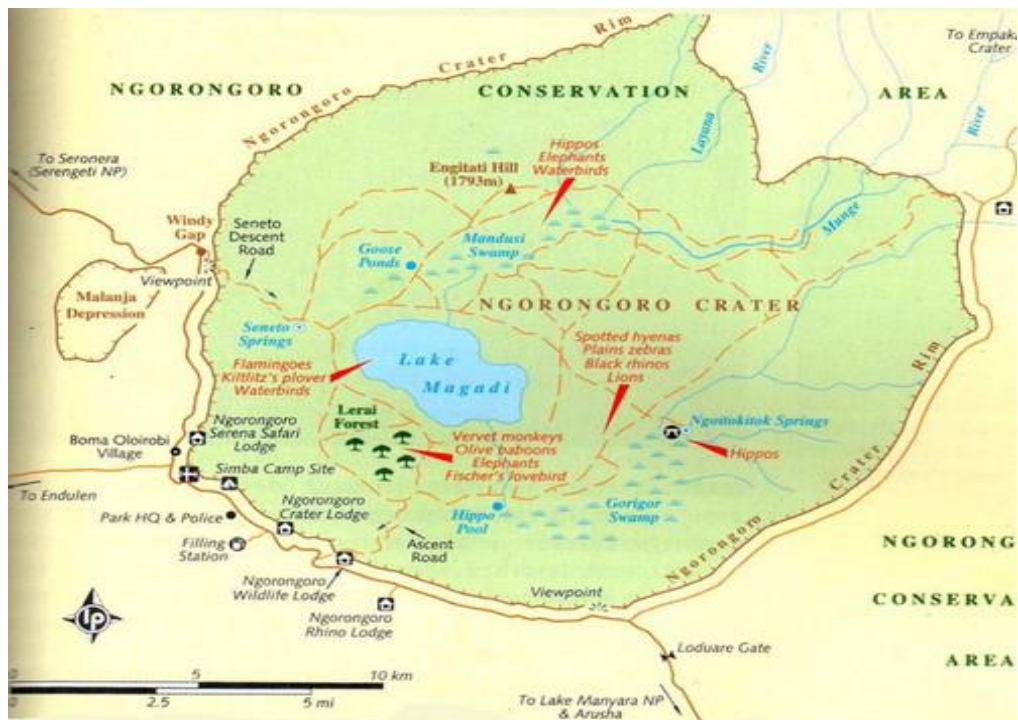 To Empaka
Crater
River
Rim
Crater
Ngorongoro
NGORONGORO
CONSERVATION
AREA
River
Layana
Hippos
Elephants
Waterbirds
To Seronera
(Serengeti NP)
Engitati Hill
(1793m)
Munge
Windy
Gap
Seneto
Descent
Road
Goose
Ponds
Mandusi
Swamp
Viewpoint
Malanja
Depression
NGORONGORO CRATER
Seneto
Springs
Lake
Magadi
Spotted hyenas
Plains zebras
Black rhinos
Lions
Rim
Flamingoes
Kiltlitz's plover
Waterbirds
Lerai
Forest
Ngoitokitok Springs
Ngorongoro
Serena Safari
Lodge
Boma Oloirobi
Village
Vervet monkeys
Olive baboons
Elephants
Fischer's lovebird
Hippos
Crater
Simba Camp Site
To Endulen
Ngorongoro
Crater Lodge
Hippo
Pool
Gorigor
Swamp
Park HQ & Police
Filling
Station
Ascent
Road
Ngorongoro
NGORONG
Ngorongoro
Wildlife Lodge
Viewpoint
CONSERVA
lp
Ngorongoro
Rhino Lodge
Loduare Gate
AREA
0 5 10 km
0 2.5 5 mi
To Lake Manyara NP
& Arusha